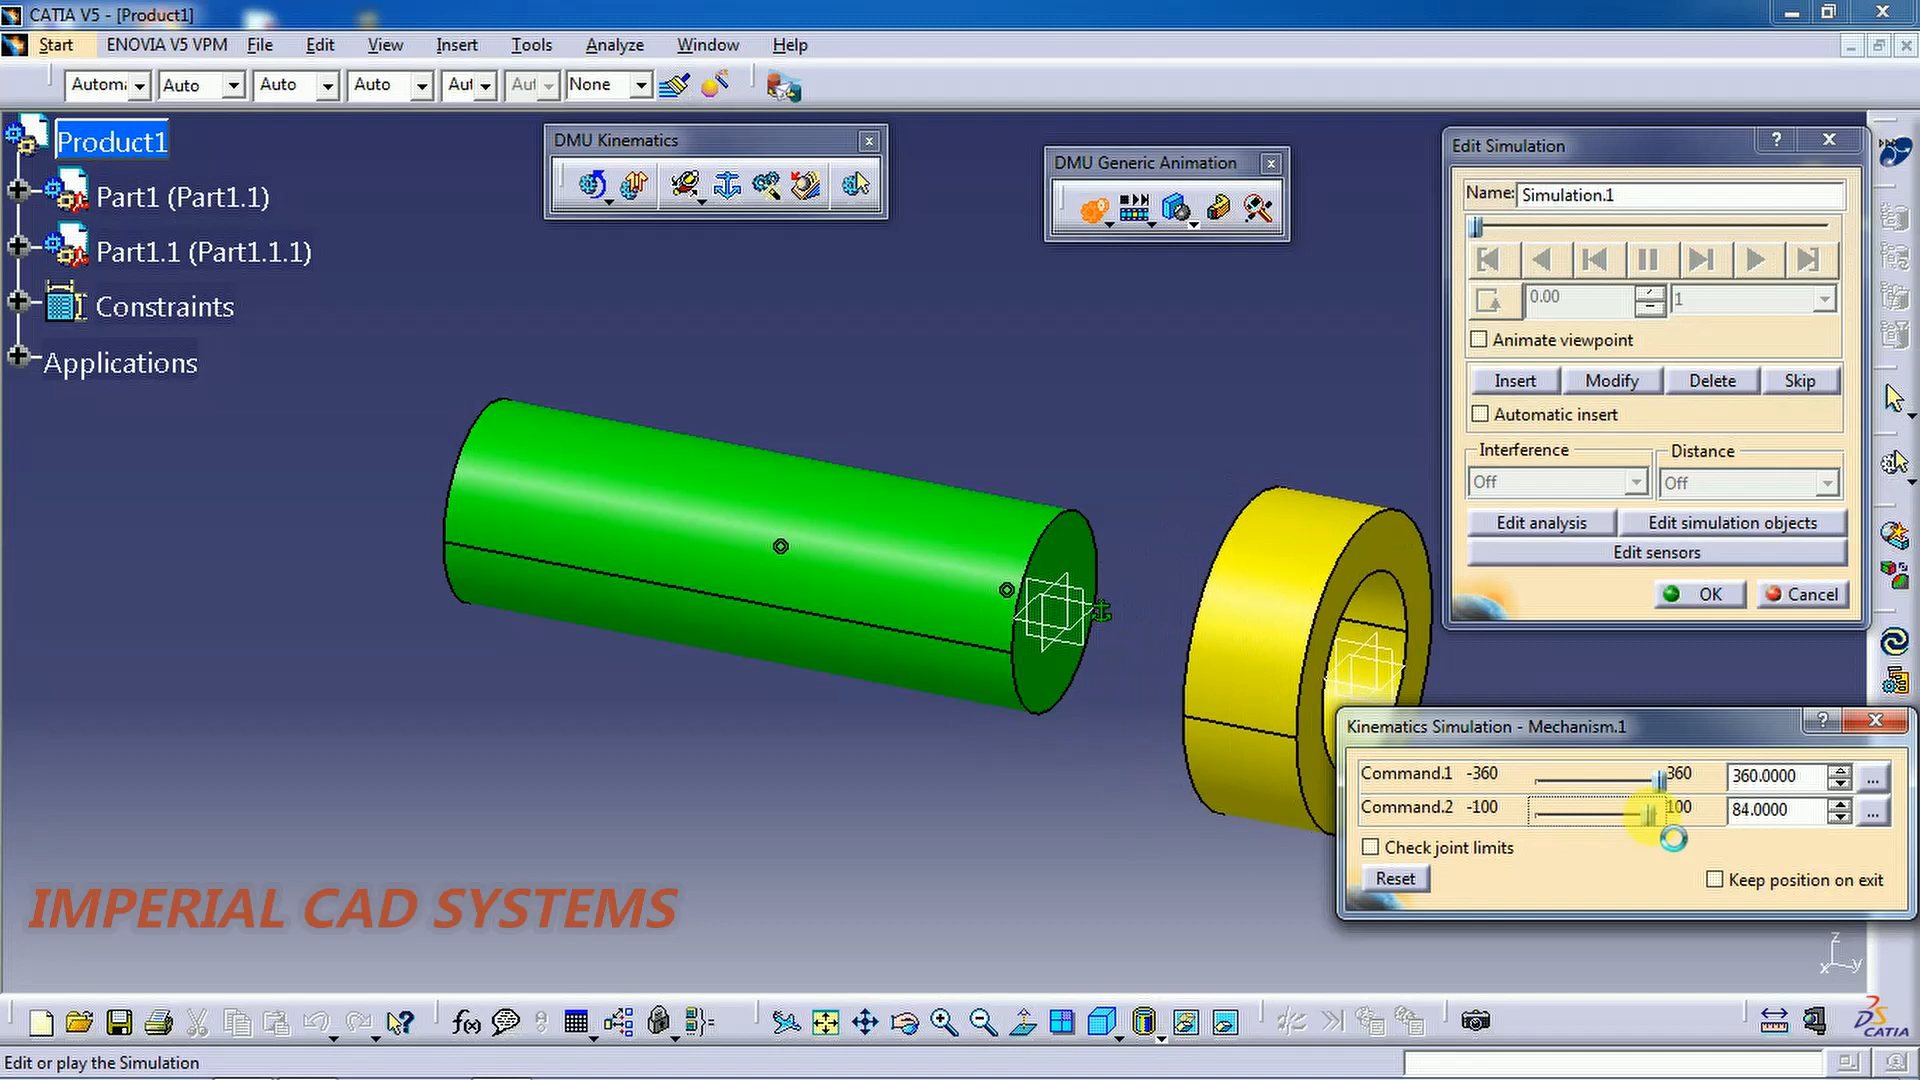 CATIA V5 - [Product1]
Start ENOVIA V5 VPM File Edit View Insert Tools Analyze Window Help
Auto Auto Auto None
Product1
Part1 (Part1.1)
Part1.1 (Part1.1.1)
Constraints
Applications
DMU Kinematics
DMU Generic Animation
Edit Simulation
Name: Simulation.1
0.00 1
Animate viewpoint
Insert Modify Delete Skip
Automatic insert
Interference Distance
Off Off
Edit analysis Edit simulation objects
Edit sensors
OK Cancel
Kinematics Simulation - Mechanism.1
Command.1 -360 360 360.0000 ...
Command.2 -100 100 84.0000 ...
Check joint limits
Reset Keep position on exit
IMPERIAL CAD SYSTEMS
z
x y
f(x)
CATIA
Edit or play the Simulation